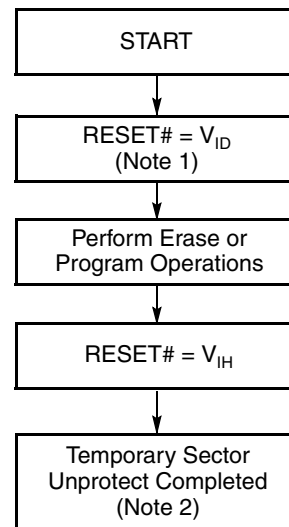 START
RESET# = VID
(Note 1)
Perform Erase or
Program Operations
RESET# = VIH
Temporary Sector
Unprotect Completed
(Note 2)